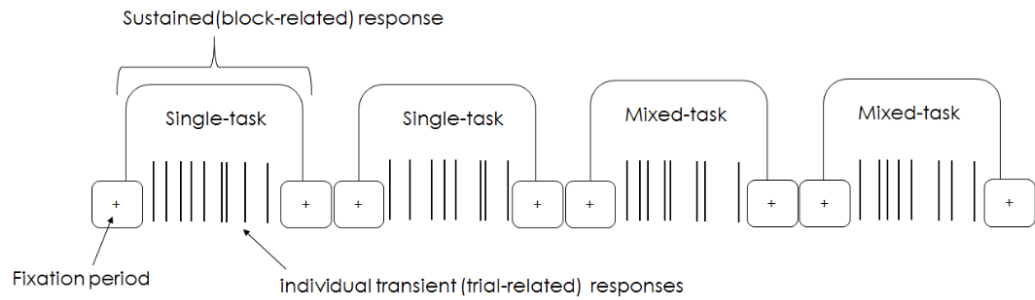 Sustained(block-related) response
Single-task
Single-task
Mixed-task
Mixed-task
+
+
+
+
+
+
+
+
Fixation period
individual transient (trial-related) responses